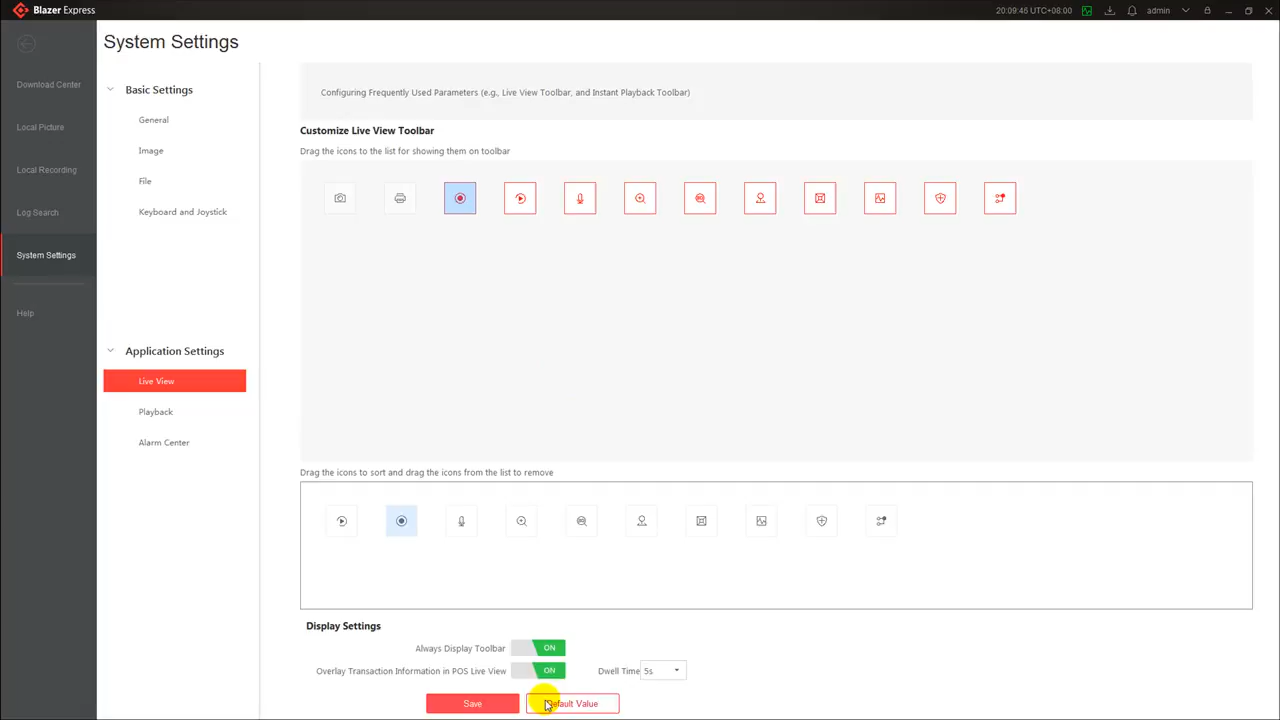 Blazer Express
20:09:46 UTC+08:00 admin
System Settings
Download Center
Local Picture
Local Recording
Log Search
System Settings
Help
Basic Settings
General
Image
File
Keyboard and Joystick
Application Settings
Live View
Playback
Alarm Center
Configuring Frequently Used Parameters (e.g., Live View Toolbar, and Instant Playback Toolbar)
Customize Live View Toolbar
Drag the icons to the list for showing them on toolbar
Drag the icons to sort and drag the icons from the list to remove
Display Settings
Always Display Toolbar ON
Overlay Transaction Information in POS Live View ON Dwell Time 5s
Save Default Value